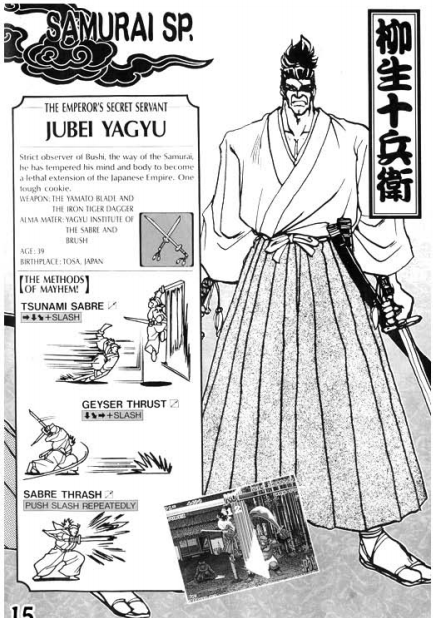 SAMURAI SP.
柳生十兵衛
THE EMPEROR'S SECRET SERVANT
JUBEI YAGYU
Strict observer of Bushi, the way of the Samurai,
he has tempered his mind and body to become
a lethal extension of the Japanese Empire. One
tough cookie.
WEAPON: THE YAMATO BLADE AND
THE IRON TIGER DAGGER
ALMA MATER: YAGYU INSTITUTE OF
THE SABRE AND
BRUSH
AGE: 39
BIRTHPLACE: TOSA, JAPAN
【THE METHODS
OF MAYHEM!】
TSUNAMI SABRE
➡⬇⬊+SLASH
GEYSER THRUST
⬇⬊➡+SLASH
SABRE THRASH
PUSH SLASH REPEATEDLY
15